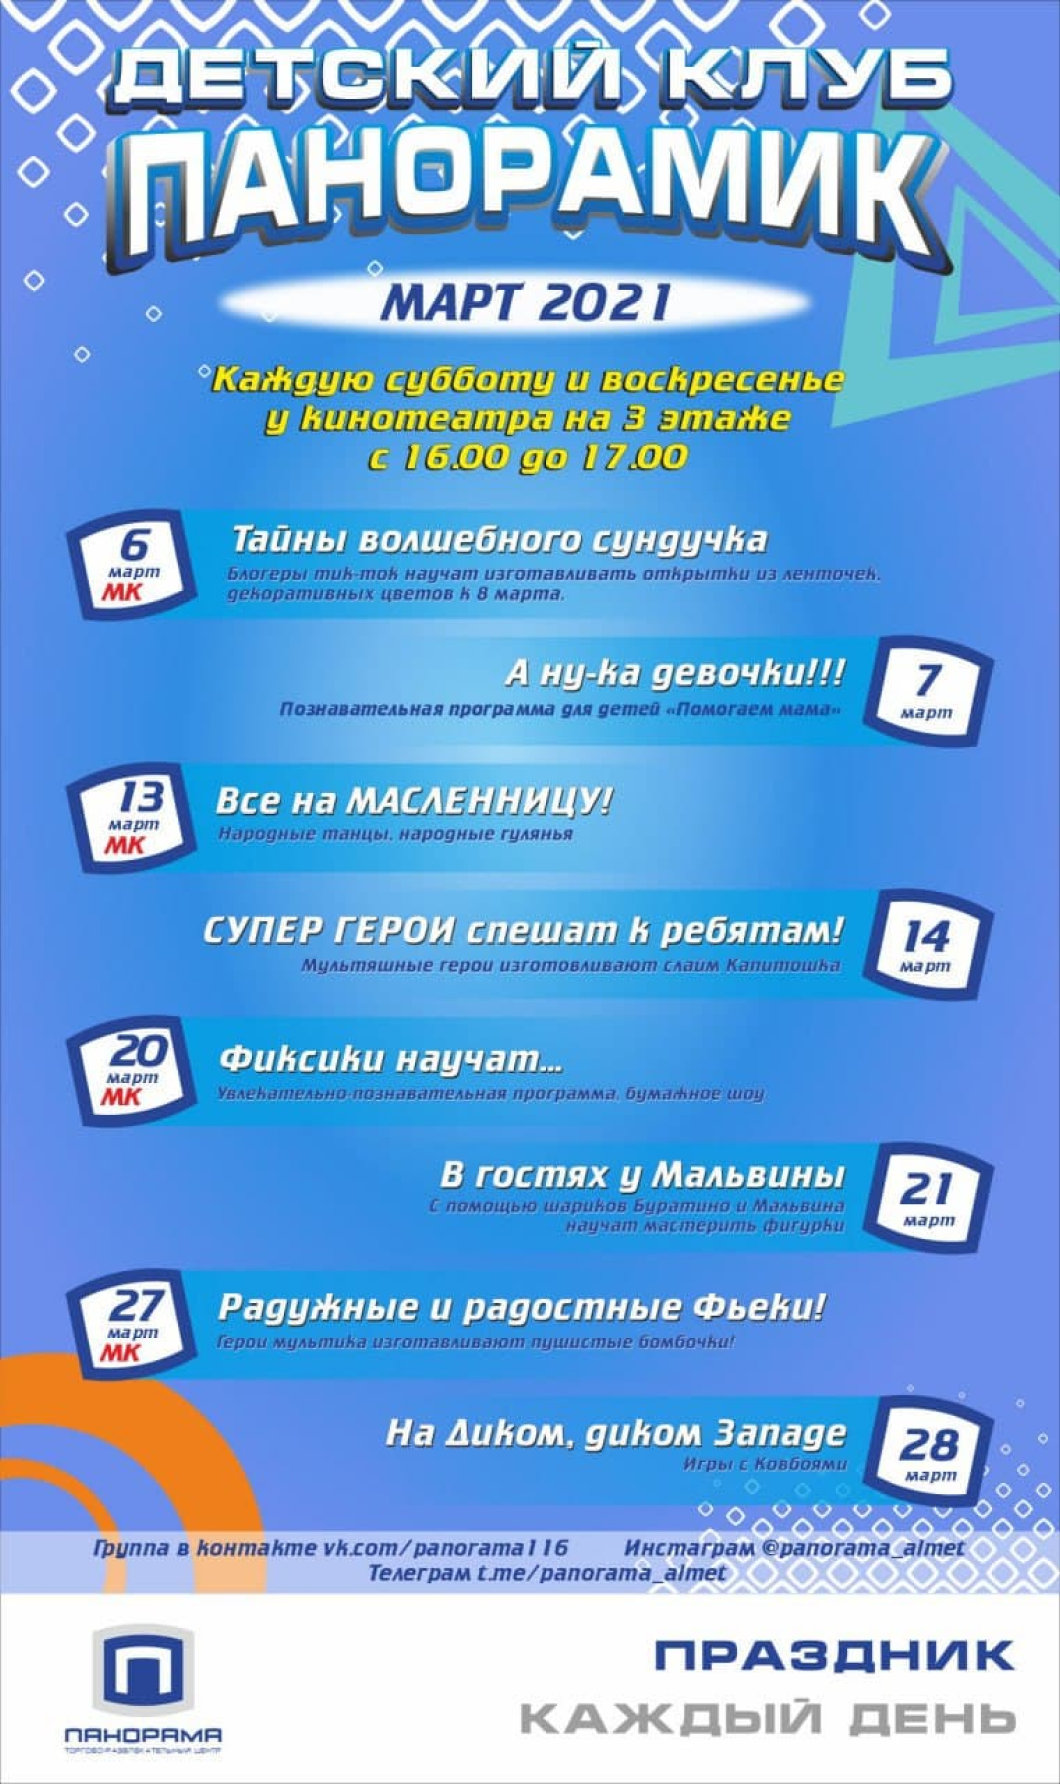 ДЕТСКИЙ КЛУБ
ПАНОРАМИК
МАРТ 2021
Каждую субботу и воскресенье
у кинотеатра на 3 этаже
с 16.00 до 17.00
6
март
МК
Тайны волшебного сундучка
Блогеры тик-ток научат изготавливать открытки из ленточек,
декоративных цветов к 8 марта.
А ну-ка девочки!!!
Познавательная программа для детей «Помогаем мама»
7
март
13
март
МК
Все на МАСЛЕННИЦУ!
Народные танцы, народные гулянья
СУПЕР ГЕРОИ спешат к ребятам!
Мультяшные герои изготовливают слаим Капитошка
14
март
20
март
МК
Фиксики научат...
Увлекательно-познавательная программа, бумажное шоу
В гостях у Мальвины
С помощью шариков Буратино и Мальвина
научат мастерить фигурки
21
март
27
март
МК
Радужные и радостные Фьеки!
Герои мультика изготавливают пушистые бомбочки!
На Диком, диком Западе
Игры с Ковбоями
28
март
Группа в контакте vk.com/panorama116 Инстаграм @panorama_almet
Телеграм t.me/panorama_almet
ПАНОРАМА
ТОРГОВО-РАЗВЛЕКАТЕЛЬНЫЙ ЦЕНТР
ПРАЗДНИК
КАЖДЫЙ ДЕНЬ